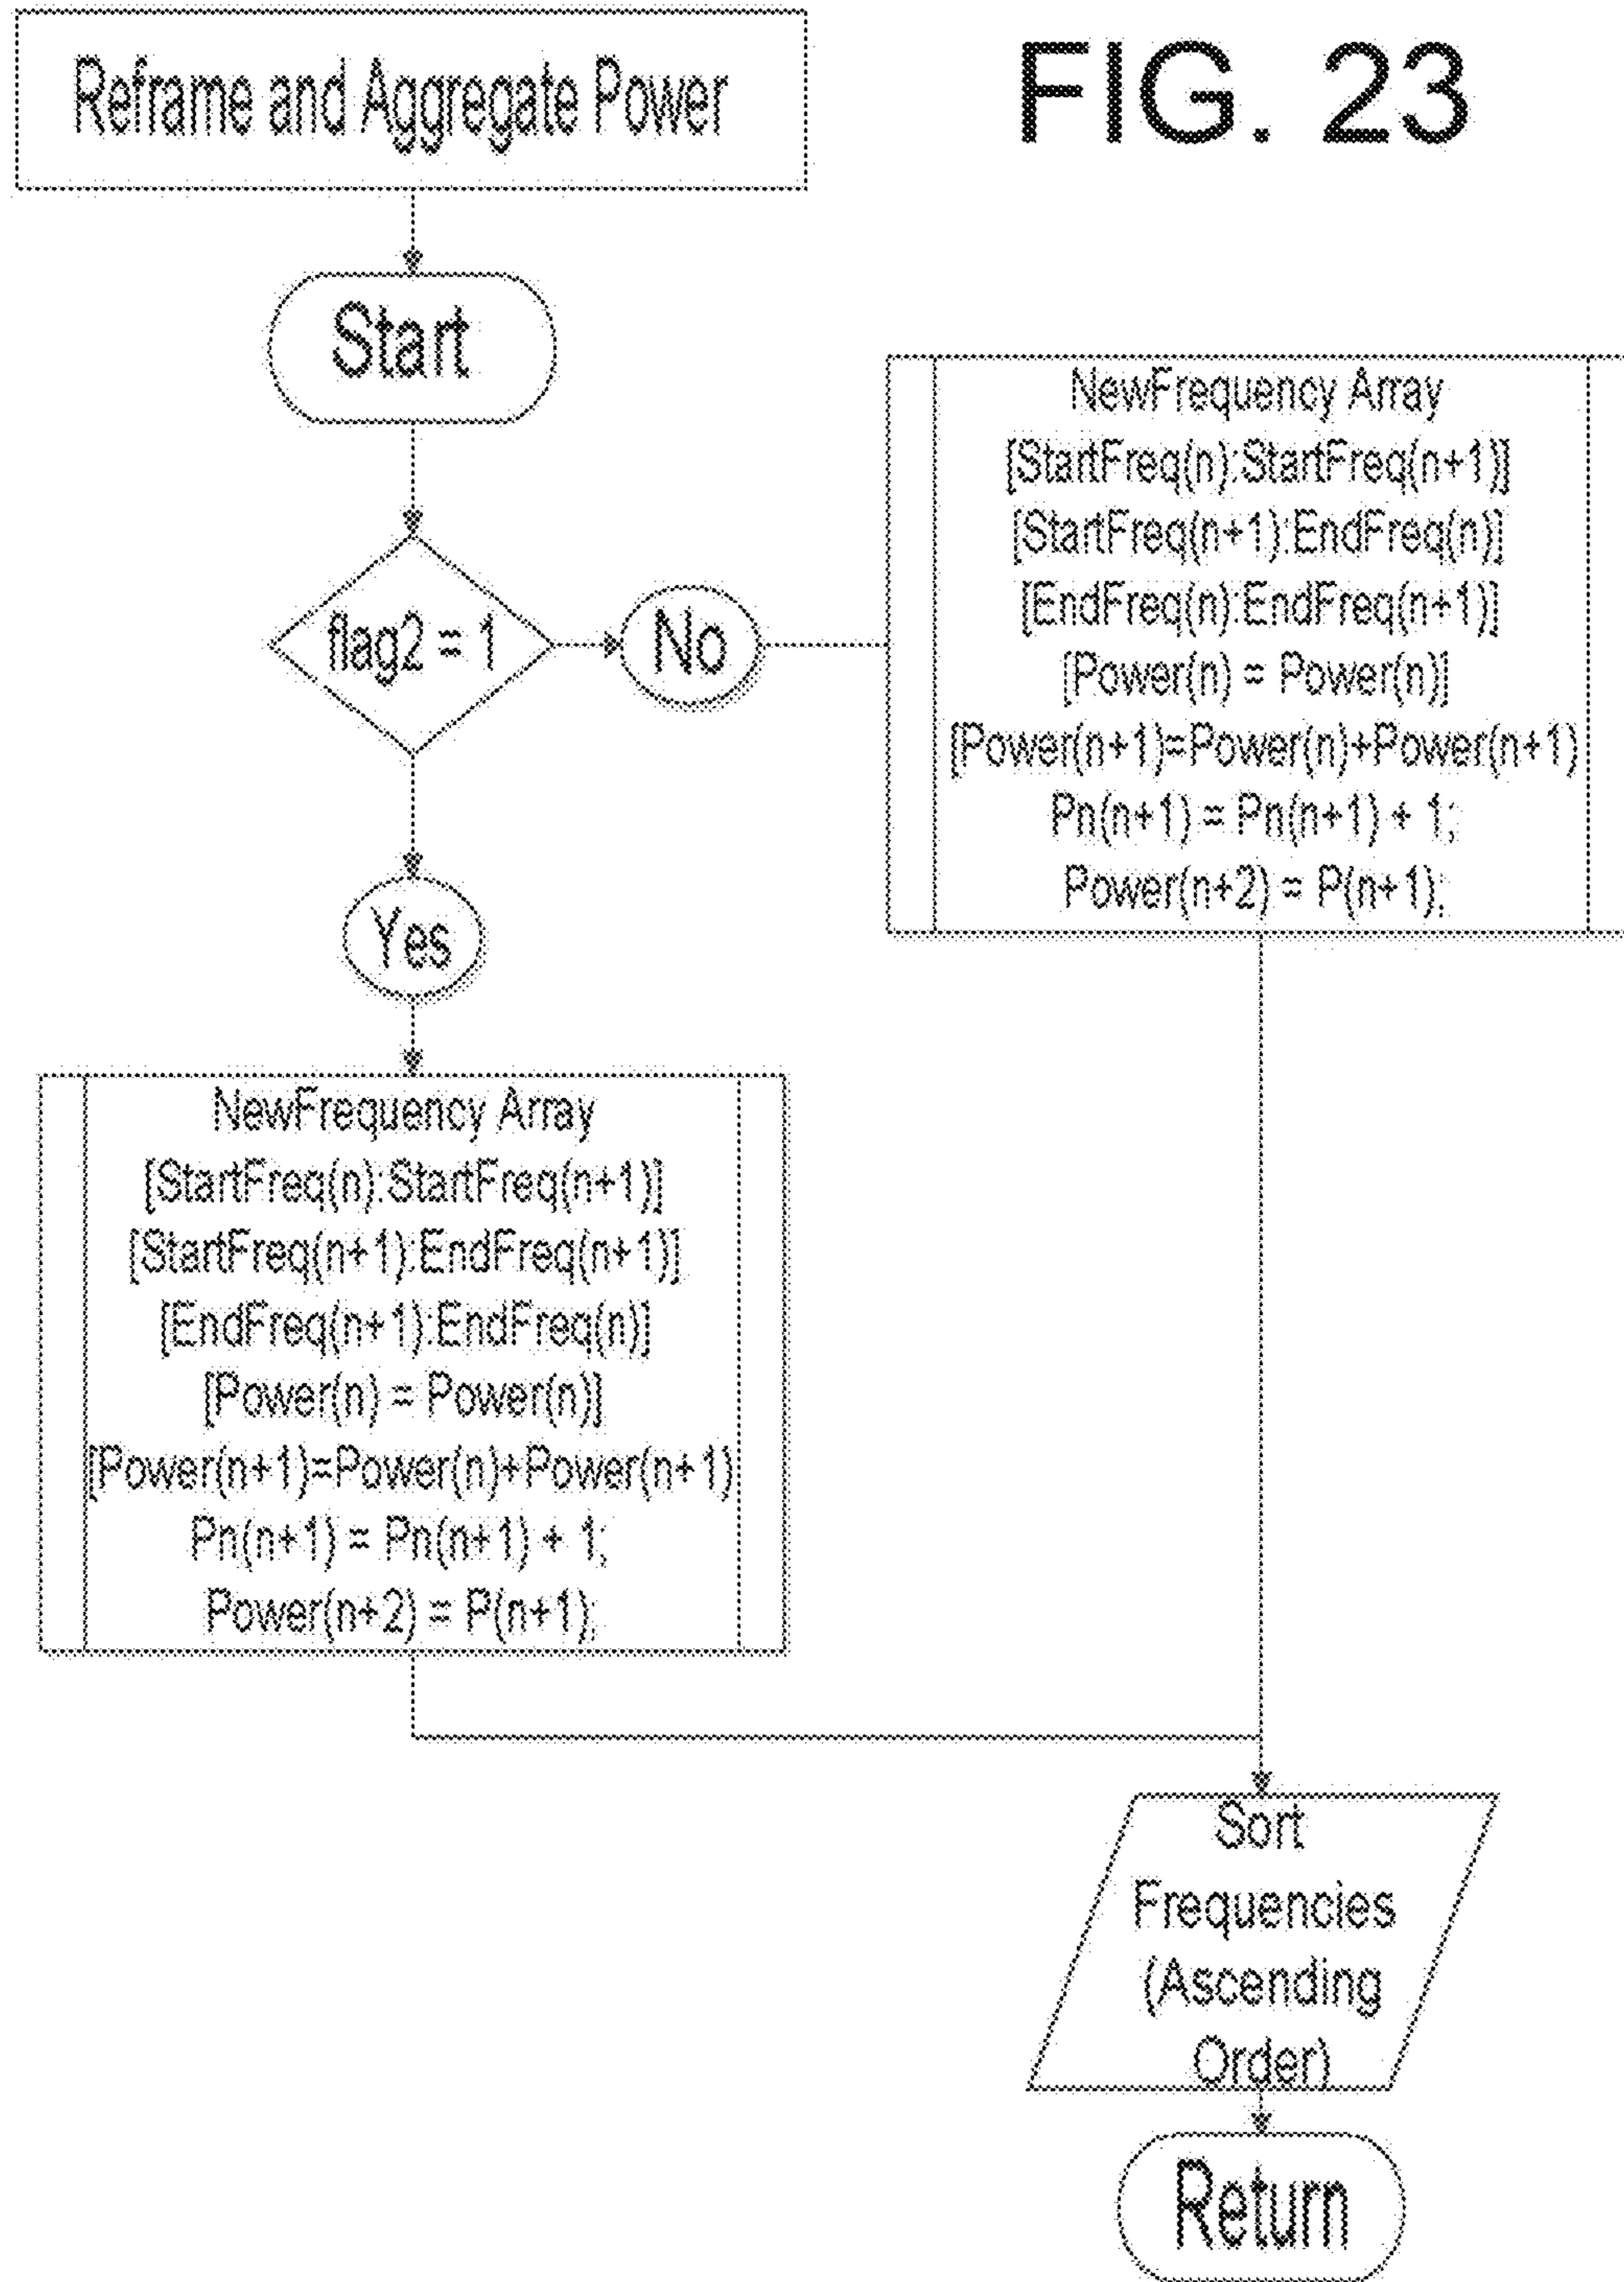 Reframe and Aggregate Power
FIG. 23
Start
flag2 = 1
No
NewFrequency Array
[StartFreq(n):StartFreq(n+1)]
[StartFreq(n+1):EndFreq(n)]
[EndFreq(n):EndFreq(n+1)]
[Power(n) = Power(n)]
[Power(n+1)=Power(n)+Power(n+1)
Pn(n+1) = Pn(n+1) + 1;
Power(n+2) = P(n+1);
Yes
NewFrequency Array
[StartFreq(n):StartFreq(n+1)]
[StartFreq(n+1):EndFreq(n+1)]
[EndFreq(n+1):EndFreq(n)]
[Power(n) = Power(n)]
[Power(n+1)=Power(n)+Power(n+1)
Pn(n+1) = Pn(n+1) + 1;
Power(n+2) = P(n+1);
Sort
Frequencies
(Ascending
Order)
Return